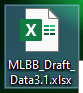 X
MLBB_Draft_
Data3.1.xlsx